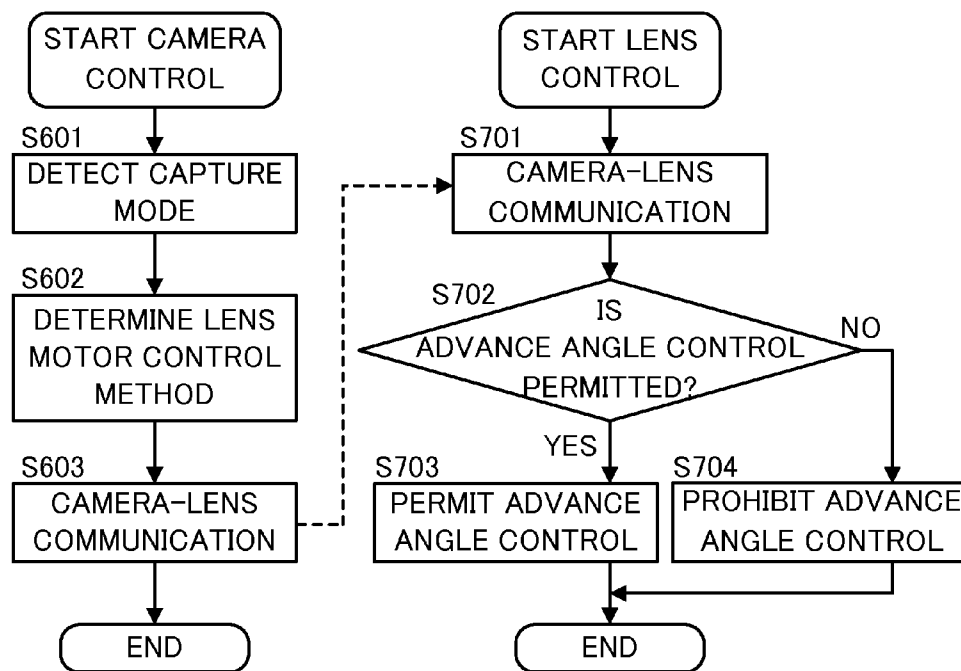 START CAMERA
CONTROL
S601
DETECT CAPTURE
MODE
S602
DETERMINE LENS
MOTOR CONTROL
METHOD
S603
CAMERA-LENS
COMMUNICATION
END
START LENS
CONTROL
S701
CAMERA-LENS
COMMUNICATION
S702
IS
ADVANCE ANGLE CONTROL
PERMITTED?
NO
YES
S703
PERMIT ADVANCE
ANGLE CONTROL
S704
PROHIBIT ADVANCE
ANGLE CONTROL
END